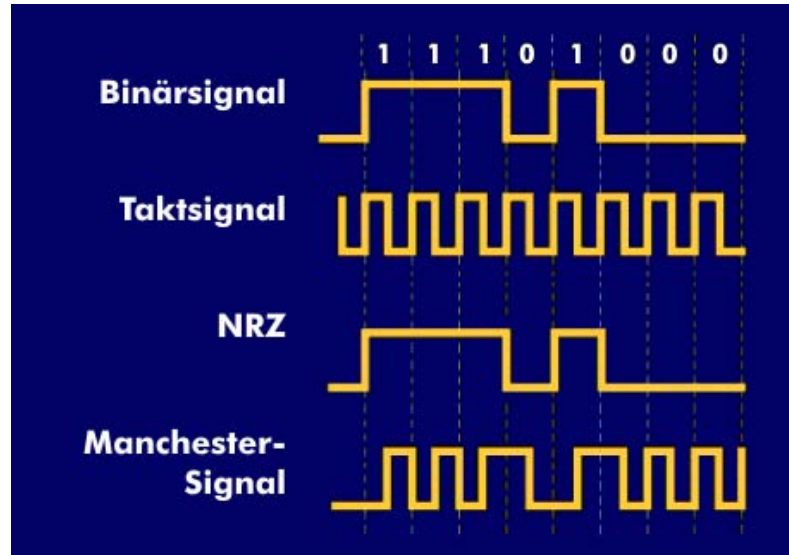 1 1 1 0 1 0 0 0
Binärsignal
Taktsignal
NRZ
Manchester-
Signal